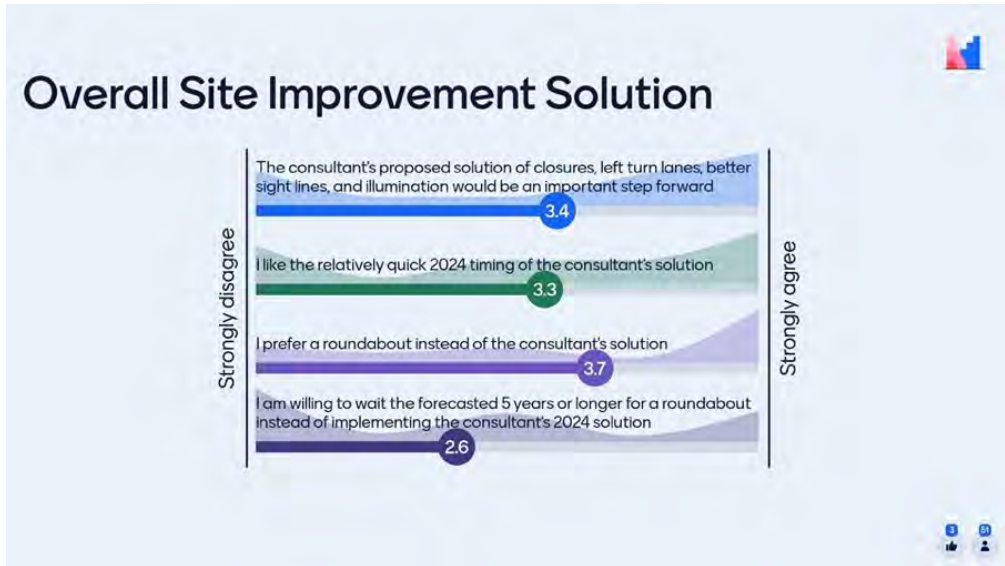 Overall Site Improvement Solution
The consultant's proposed solution of closures, left turn lanes, better
sight lines, and illumination would be an important step forward
3.4
I like the relatively quick 2024 timing of the consultant's solution
3.3
I prefer a roundabout instead of the consultant's solution
3.7
I am willing to wait the forecasted 5 years or longer for a roundabout
instead of implementing the consultant's 2024 solution
2.6
Strongly disagree
Strongly agree
3
51